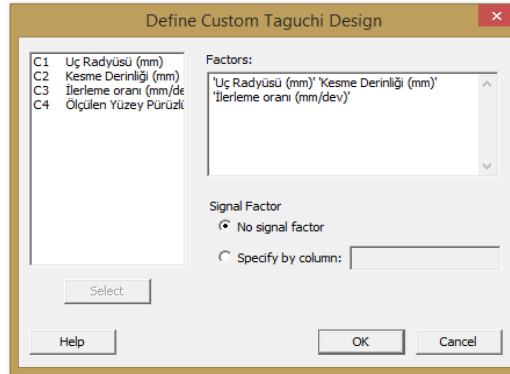 Define Custom Taguchi Design
C1 Uç Radyüsü (mm)
C2 Kesme Derinliği (mm)
C3 İlerleme oranı (mm/de
C4 Ölçülen Yüzey Pürüzlü
Factors:
'Uç Radyüsü (mm)' 'Kesme Derinliği (mm)'
'İlerleme oranı (mm/dev)'
Signal Factor
No signal factor
Specify by column:
Select
Help
OK
Cancel